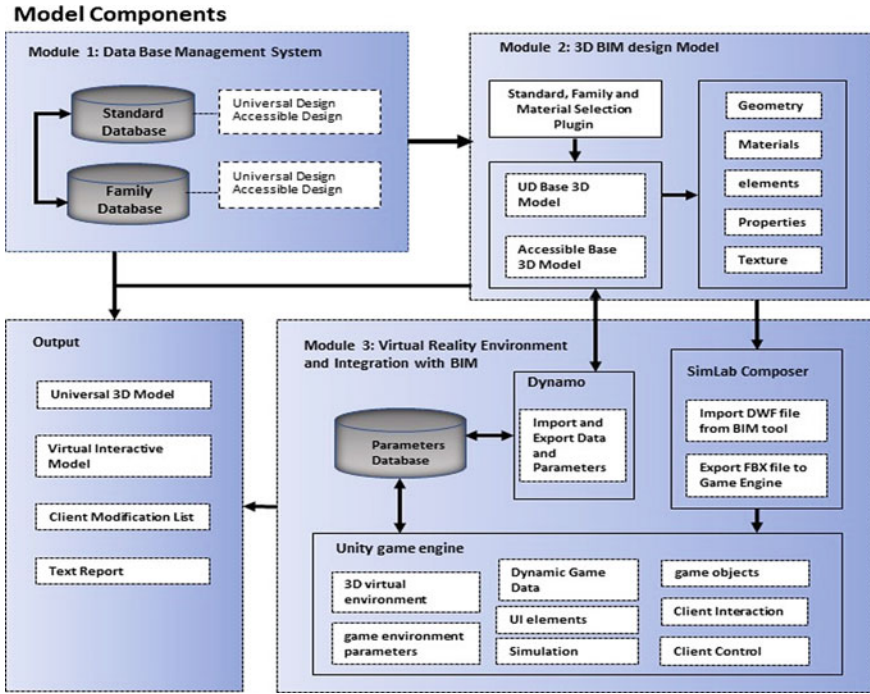 Model Components
Module 1: Data Base Management System
Standard
Database
Universal Design
Accessible Design
Family
Database
Universal Design
Accessible Design
Module 2: 3D BIM design Model
Standard, Family and
Material Selection
Plugin
UD Base 3D
Model
Accessible Base
3D Model
Geometry
Materials
elements
Properties
Texture
Output
Universal 3D Model
Virtual Interactive
Model
Client Modification List
Text Report
Module 3: Virtual Reality Environment
and Integration with BIM
Parameters
Database
Dynamo
Import and
Export Data
and
Parameters
SimLab Composer
Import DWF file
from BIM tool
Export FBX file to
Game Engine
Unity game engine
3D virtual
environment
game environment
parameters
Dynamic Game
Data
UI elements
Simulation
game objects
Client Interaction
Client Control